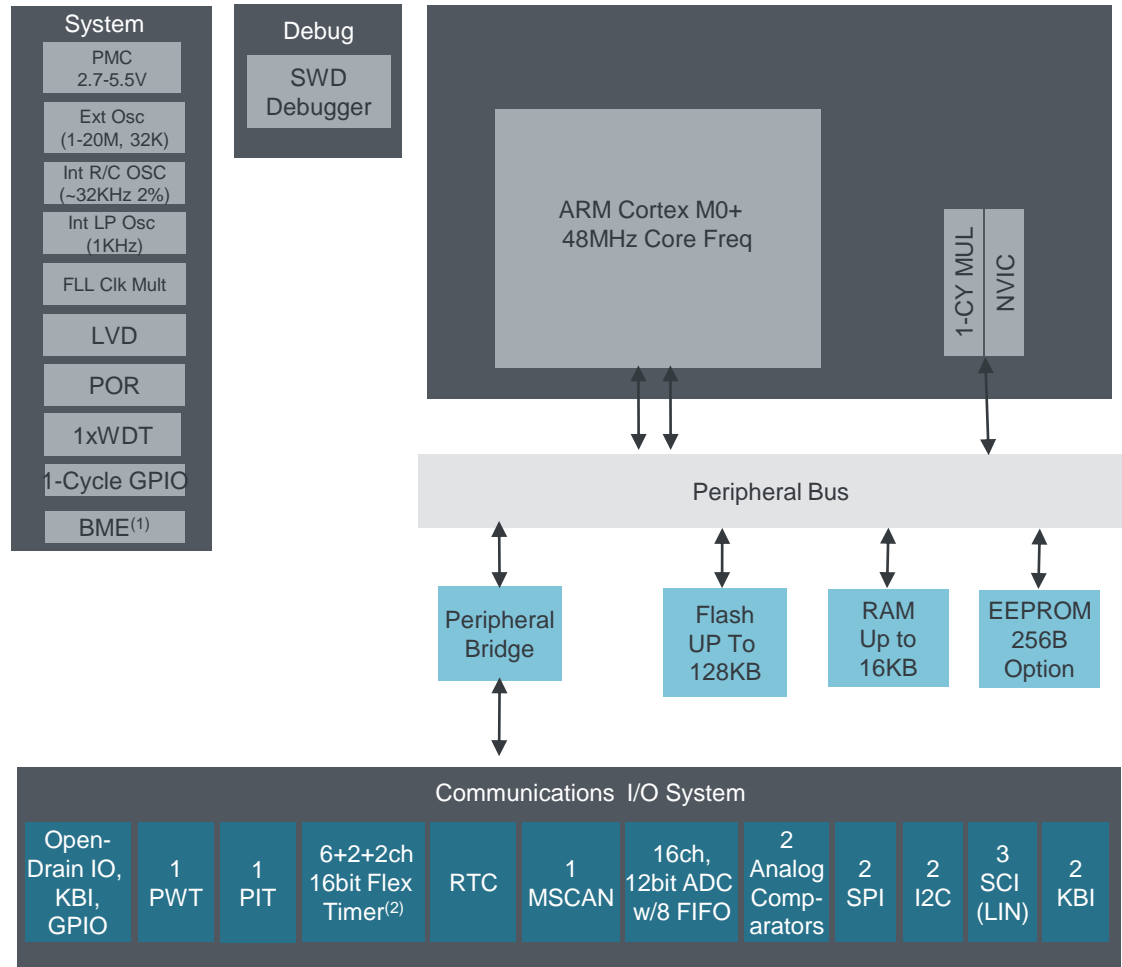 System
PMC
2.7-5.5V
Ext Osc
(1-20M, 32K)
Int R/C OSC
(~32KHz 2%)
Int LP Osc
(1KHz)
FLL Clk Mult
LVD
POR
1xWDT
1-Cycle GPIO
BME(1)
Debug
SWD
Debugger
ARM Cortex M0+
48MHz Core Freq
1-CY MUL
NVIC
Peripheral Bus
Peripheral
Bridge
Flash
UP To
128KB
RAM
Up to
16KB
EEPROM
256B
Option
Communications I/O System
Open-
Drain IO,
KBI,
GPIO
1
PWT
1
PIT
6+2+2ch
16bit Flex
Timer(2)
RTC
1
MSCAN
16ch,
12bit ADC
w/8 FIFO
2
Analog
Comp-
arators
2
SPI
2
I2C
3
SCI
(LIN)
2
KBI